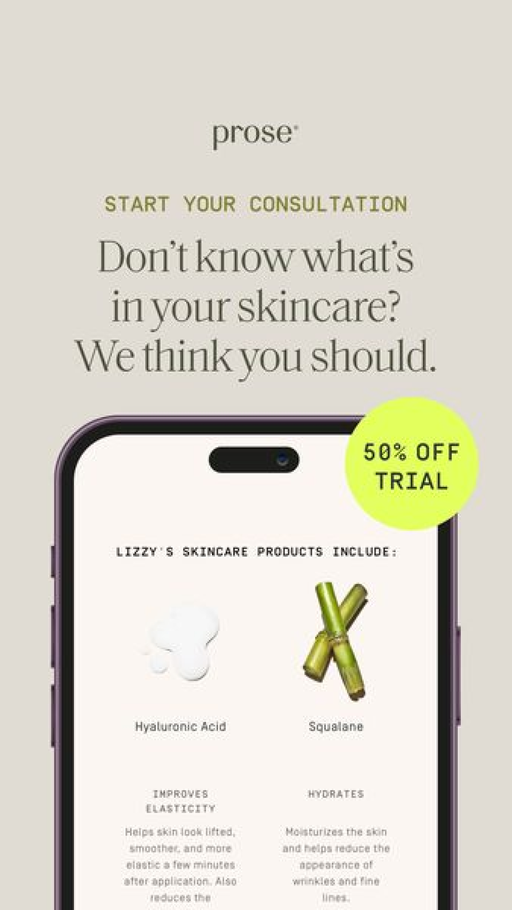 prose®
START YOUR CONSULTATION
Don't know what's
in your skincare?
We think you should.
50% OFF
TRIAL
LIZZY'S SKINCARE PRODUCTS INCLUDE:
Hyaluronic Acid
Squalane
IMPROVES
ELASTICITY
Helps skin look lifted,
smoother, and more
elastic a few minutes
after application. Also
reduces the
HYDRATES
Moisturizes the skin
and helps reduce the
appearance of
wrinkles and fine
lines.